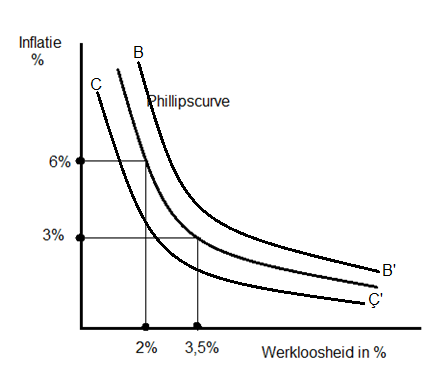 Inflatie
%
B
C
Phillipscurve
6%
3%
B'
Ç'
2%
3,5%
Werkloosheid in %